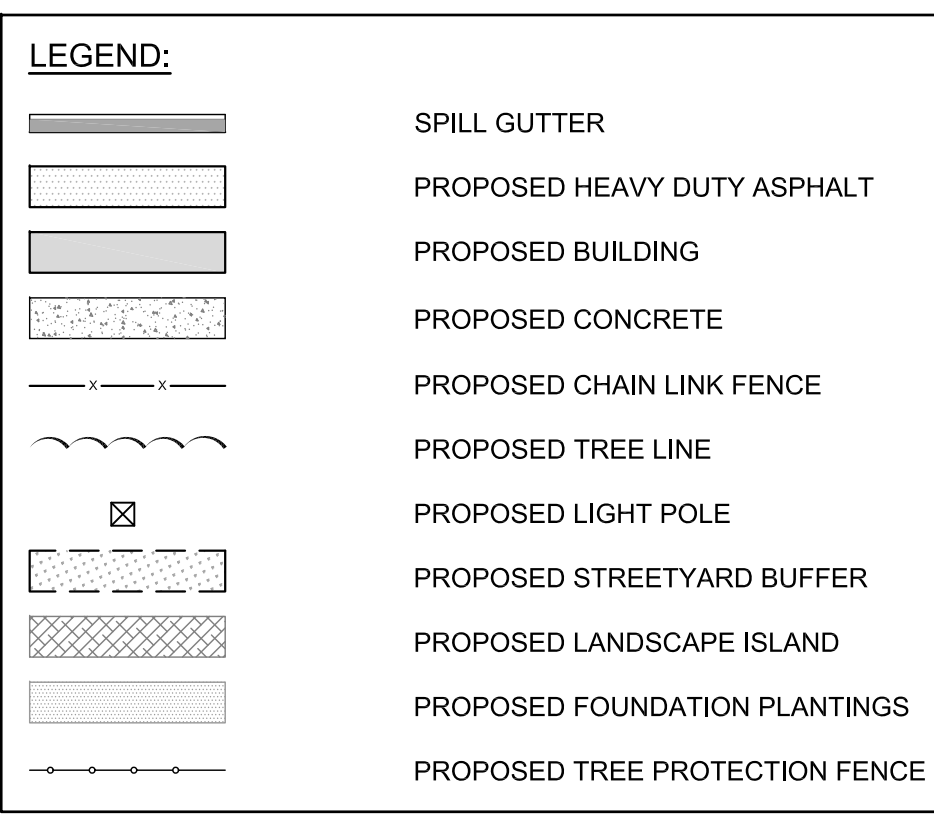 LEGEND:
SPILL GUTTER
PROPOSED HEAVY DUTY ASPHALT
PROPOSED BUILDING
PROPOSED CONCRETE
X X PROPOSED CHAIN LINK FENCE
PROPOSED TREE LINE
PROPOSED LIGHT POLE
PROPOSED STREETYARD BUFFER
PROPOSED LANDSCAPE ISLAND
PROPOSED FOUNDATION PLANTINGS
PROPOSED TREE PROTECTION FENCE